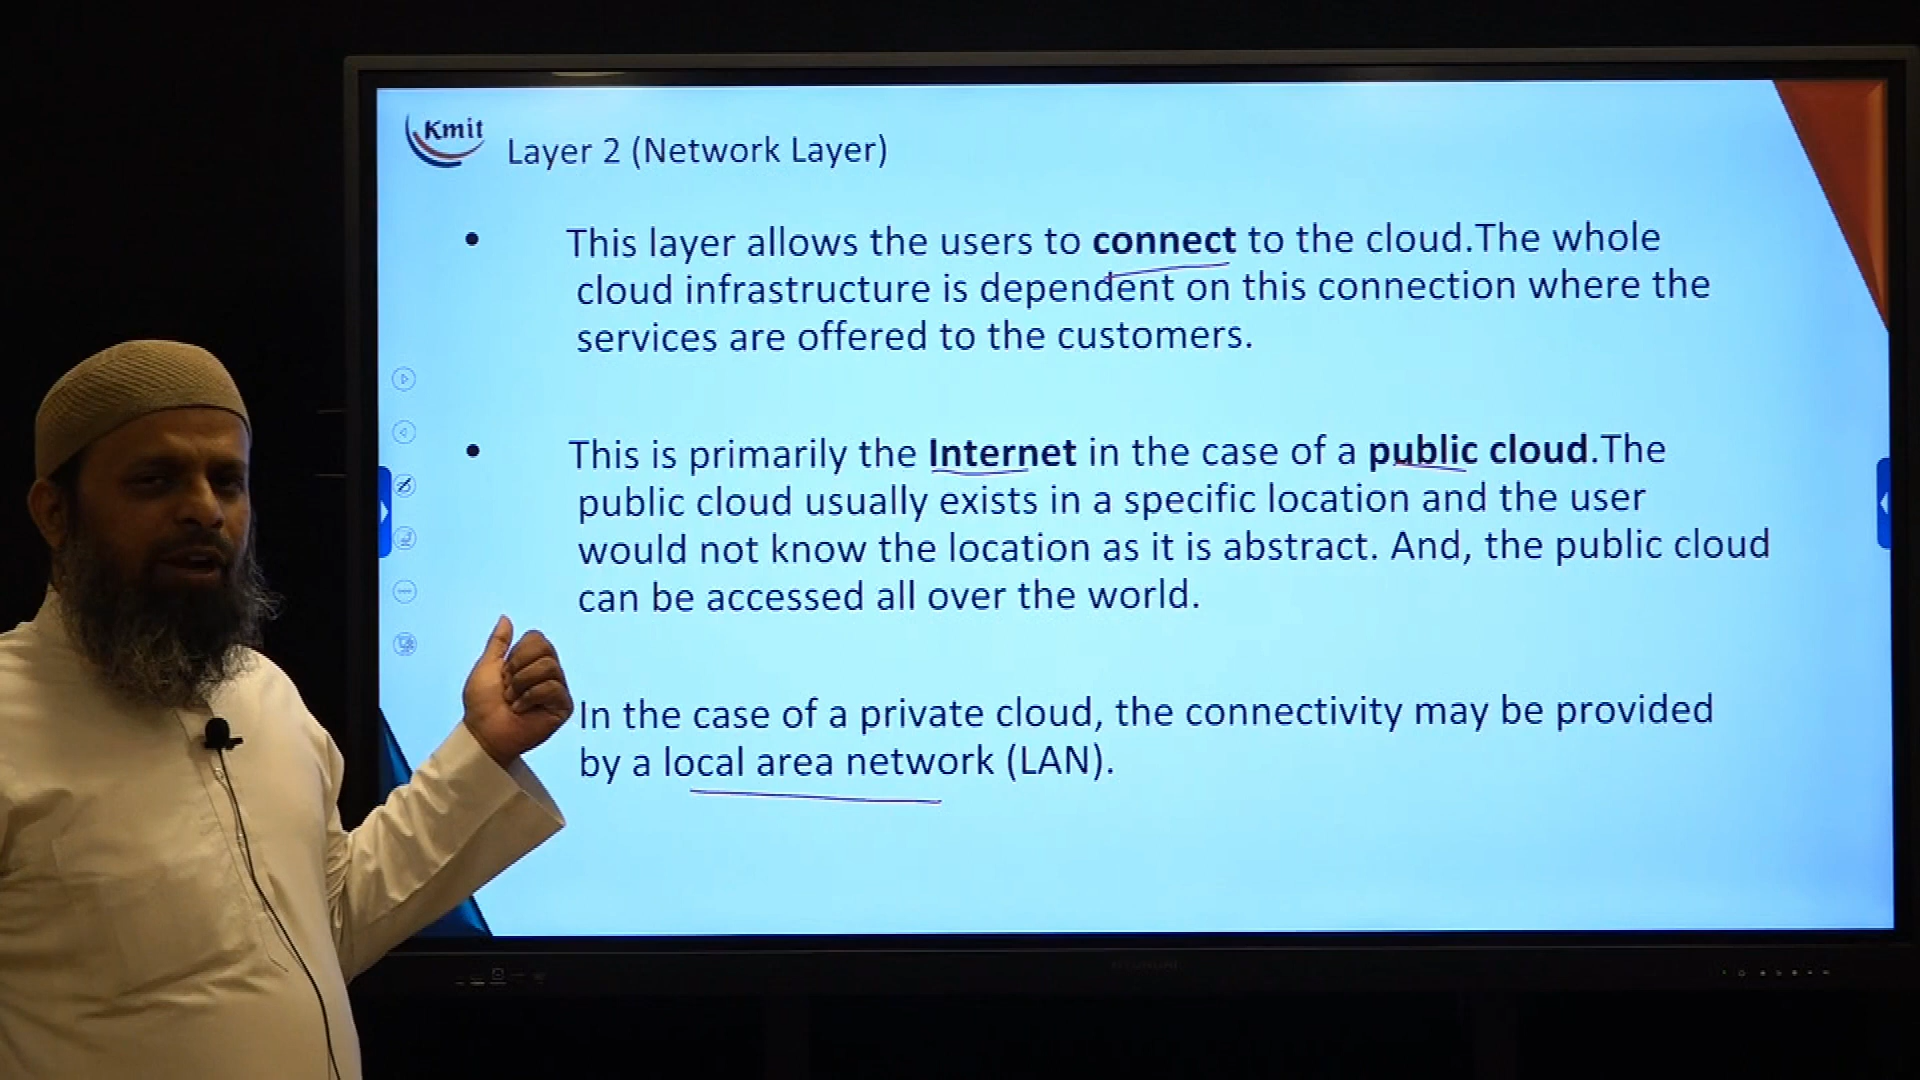 Kmit
Layer 2 (Network Layer)
• This layer allows the users to connect to the cloud.The whole
cloud infrastructure is dependent on this connection where the
services are offered to the customers.
• This is primarily the Internet in the case of a public cloud.The
public cloud usually exists in a specific location and the user
would not know the location as it is abstract. And, the public cloud
can be accessed all over the world.
In the case of a private cloud, the connectivity may be provided
by a local area network (LAN).